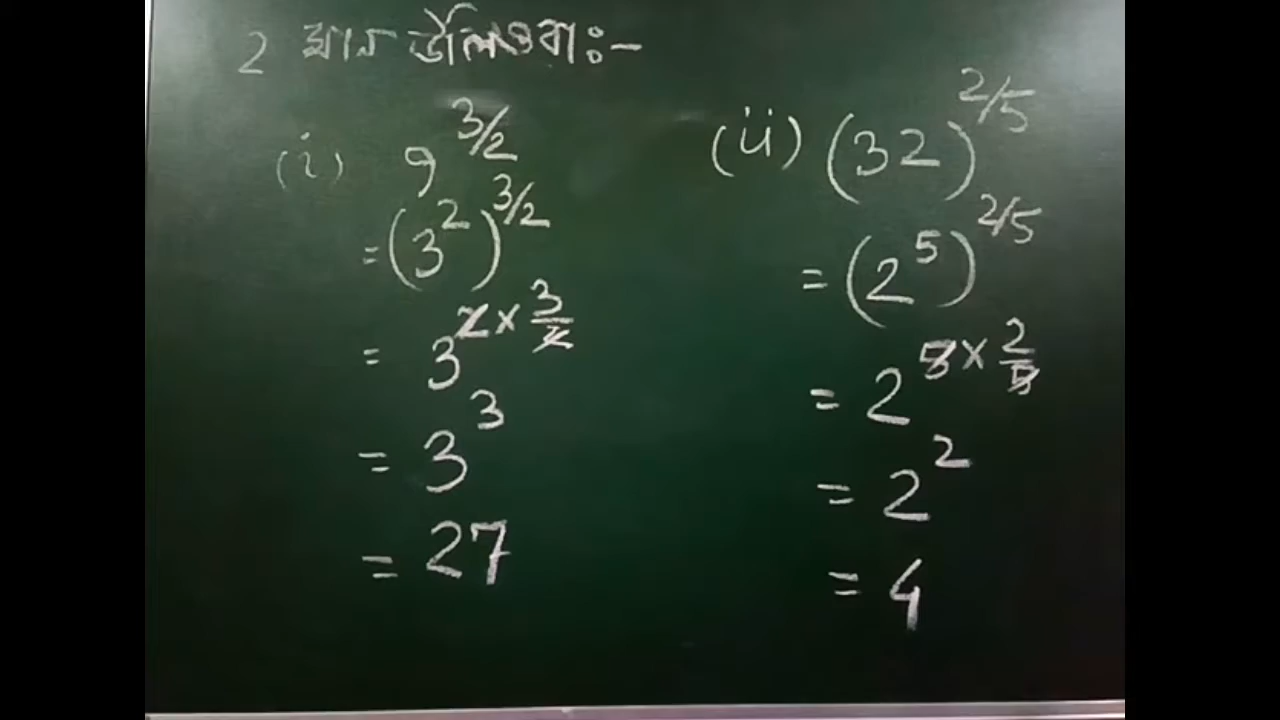 2 মান উলিওৱা:-
(i) 9^{3/2}
= (3^2)^{3/2}
= 3^{2 × 3/2}
= 3^3
= 27
(ii) (32)^{2/5}
= (2^5)^{2/5}
= 2^{5 × 2/5}
= 2^2
= 4